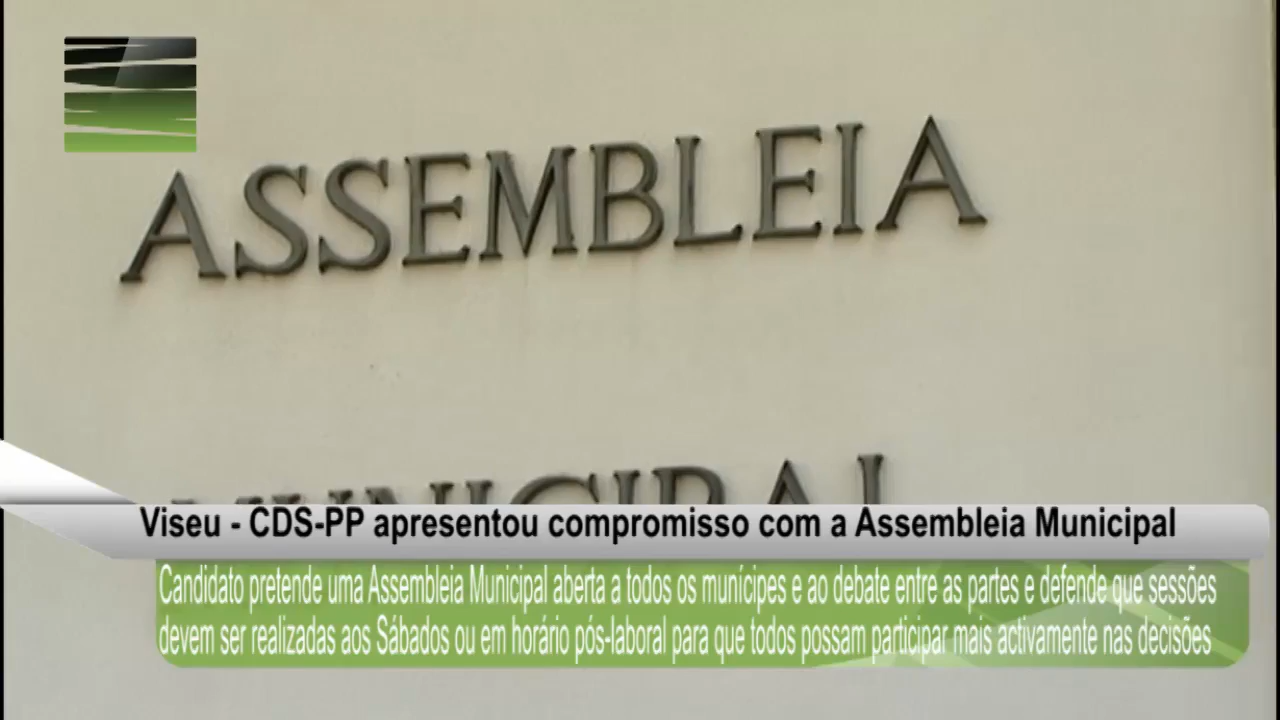 ASSEMBLEIA
MUNICIPAL
Viseu - CDS-PP apresentou compromisso com a Assembleia Municipal
Candidato pretende uma Assembleia Municipal aberta a todos os munícipes e ao debate entre as partes e defende que sessões
devem ser realizadas aos Sábados ou em horário pós-laboral para que todos possam participar mais activamente nas decisões